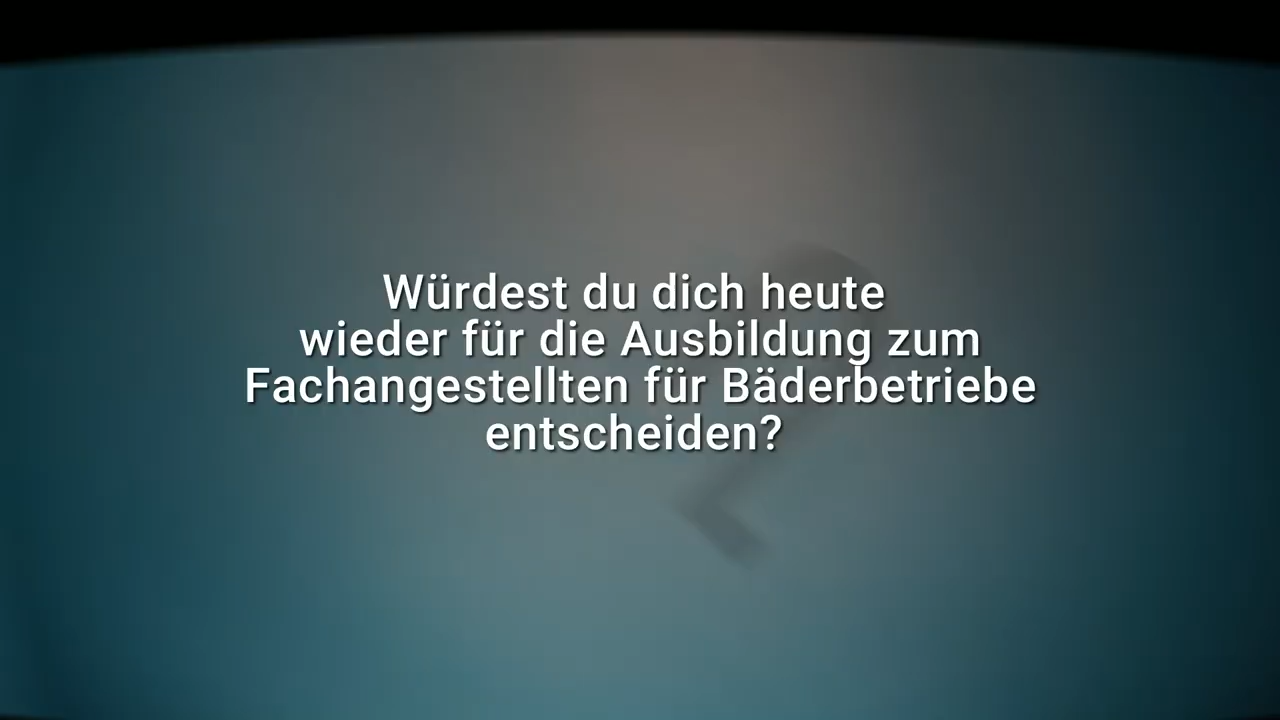 Würdest du dich heute
wieder für die Ausbildung zum
Fachangestellten für Bäderbetriebe
entscheiden?